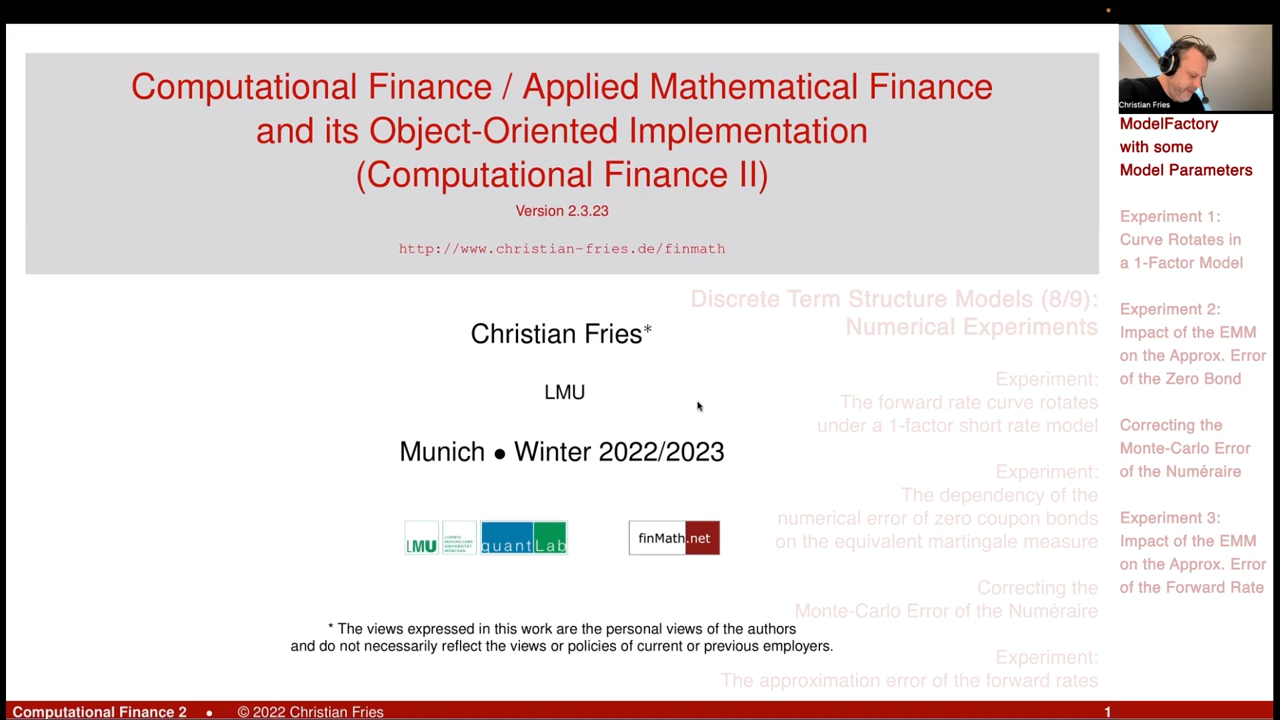 Computational Finance / Applied Mathematical Finance
and its Object-Oriented Implementation
(Computational Finance II)
Version 2.3.23
http://www.christian-fries.de/finmath
Christian Fries*
LMU
Munich • Winter 2022/2023
LMU
LUDWIG-
MAXIMILIANS-
UNIVERSITÄT
MÜNCHEN
quantLab
finMath.net
* The views expressed in this work are the personal views of the authors
and do not necessarily reflect the views or policies of current or previous employers.
Discrete Term Structure Models (8/9):
Numerical Experiments
Experiment:
The forward rate curve rotates
under a 1-factor short rate model
Experiment:
The dependency of the
numerical error of zero coupon bonds
on the equivalent martingale measure
Correcting the
Monte-Carlo Error of the Numéraire
Experiment:
The approximation error of the forward rates
Christian Fries
ModelFactory
with some
Model Parameters
Experiment 1:
Curve Rotates in
a 1-Factor Model
Experiment 2:
Impact of the EMM
on the Approx. Error
of the Zero Bond
Correcting the
Monte-Carlo Error
of the Numéraire
Experiment 3:
Impact of the EMM
on the Approx. Error
of the Forward Rate
Computational Finance 2 • © 2022 Christian Fries
1